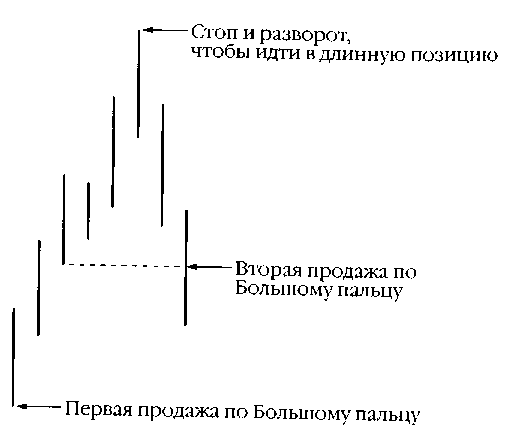 Стоп и разворот,
чтобы идти в длинную позицию
Вторая продажа по
Большому пальцу
Первая продажа по Большому пальцу